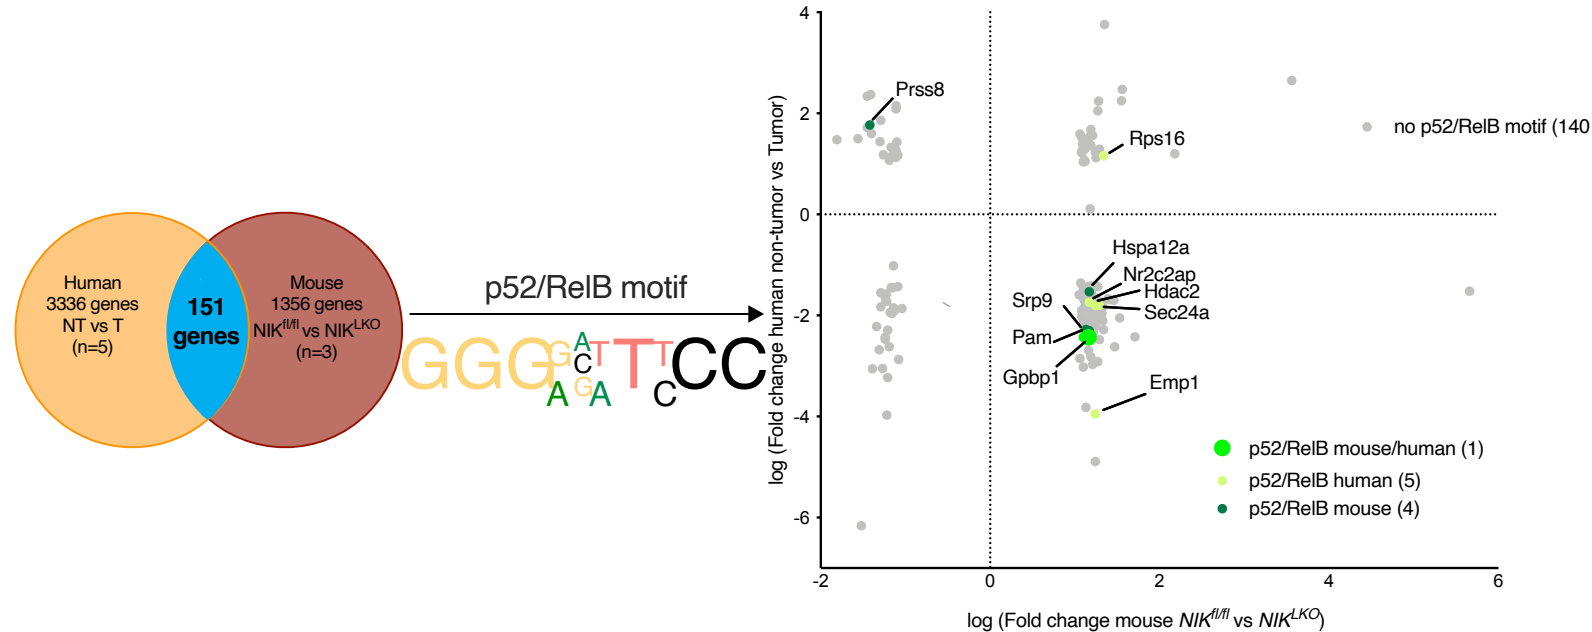 Human
3336 genes
NT vs T
(n=5)
151
genes
Mouse
1356 genes
NIKfl/fl vs NIKLKO
(n=3)
p52/RelB motif
GGGGATTTCC
ACGACC
log (Fold change human non-tumor vs Tumor)
4
2
0
-2
-4
-6
-2
0
2
4
6
log (Fold change mouse NIKfl/fl vs NIKLKO)
Prss8
Rps16
no p52/RelB motif (140
Hspa12a
Nr2c2ap
Hdac2
Sec24a
Srp9
Pam
Gpbp1
Emp1
p52/RelB mouse/human (1)
p52/RelB human (5)
p52/RelB mouse (4)